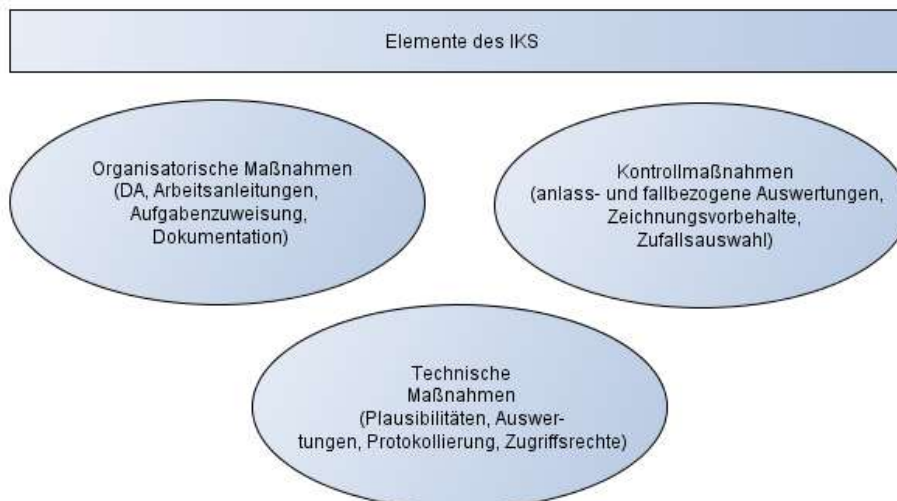 Elemente des IKS
Organisatorische Maßnahmen
(DA, Arbeitsanleitungen,
Aufgabenzuweisung,
Dokumentation)
Kontrollmaßnahmen
(anlass- und fallbezogene Auswertungen,
Zeichnungsvorbehalte,
Zufallsauswahl)
Technische
Maßnahmen
(Plausibilitäten, Auswer-
tungen, Protokollierung, Zugriffsrechte)